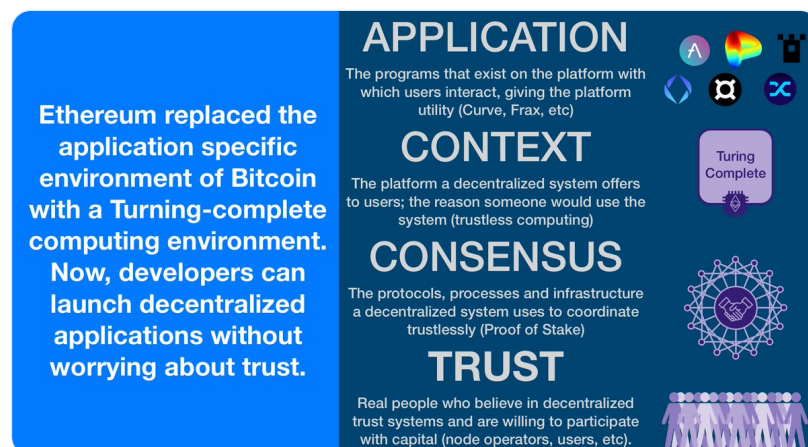 Ethereum replaced the
application specific
environment of Bitcoin
with a Turning-complete
computing environment.
Now, developers can
launch decentralized
applications without
worrying about trust.
APPLICATION
The programs that exist on the platform with
which users interact, giving the platform
utility (Curve, Frax, etc)
CONTEXT
The platform a decentralized system offers
to users; the reason someone would use the
system (trustless computing)
Turing
Complete
CONSENSUS
The protocols, processes and infrastructure
a decentralized system uses to coordinate
trustlessly (Proof of Stake)
TRUST
Real people who believe in decentralized
trust systems and are willing to participate
with capital (node operators, users, etc).